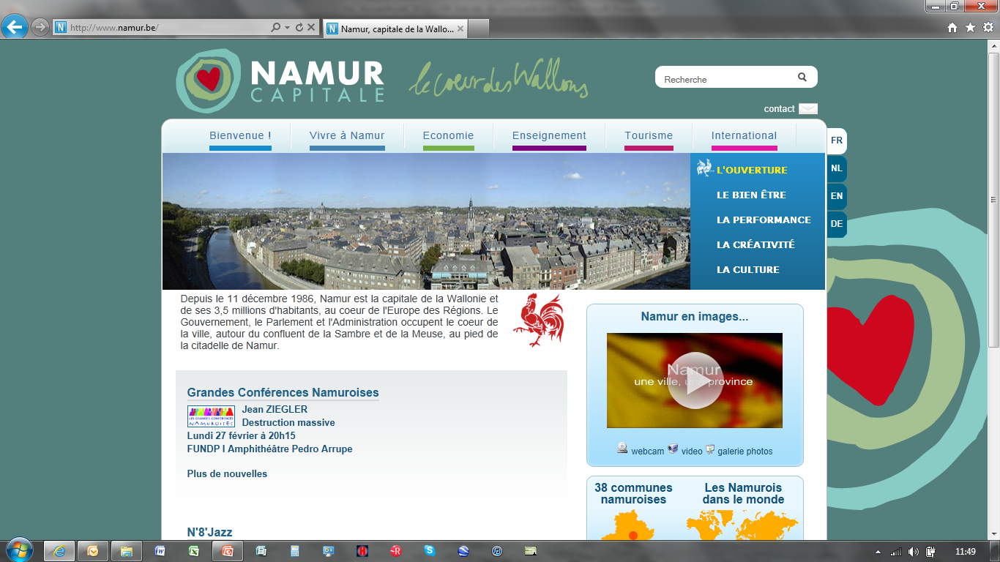 http://www.namur.be/
Namur, capitale de la Wallo...
NAMUR
CAPITALE
le coeur des Wallons
Recherche
contact
Bienvenue !
Vivre à Namur
Economie
Enseignement
Tourisme
International
FR
NL
EN
DE
L'OUVERTURE
LE BIEN ÊTRE
LA PERFORMANCE
LA CRÉATIVITÉ
LA CULTURE
Depuis le 11 décembre 1986, Namur est la capitale de la Wallonie et
de ses 3,5 millions d'habitants, au coeur de l'Europe des Régions. Le
Gouvernement, le Parlement et l'Administration occupent le coeur de
la ville, autour du confluent de la Sambre et de la Meuse, au pied de
la citadelle de Namur.
Grandes Conférences Namuroises
LES GRANDES CONFÉRENCES
NAMUROISES
Jean ZIEGLER
Destruction massive
Lundi 27 février à 20h15
FUNDP I Amphithéâtre Pedro Arrupe
Plus de nouvelles
N'8'Jazz
Namur en images...
Namur
une ville, une province
webcam video galerie photos
38 communes
namuroises
Les Namurois
dans le monde
11:49